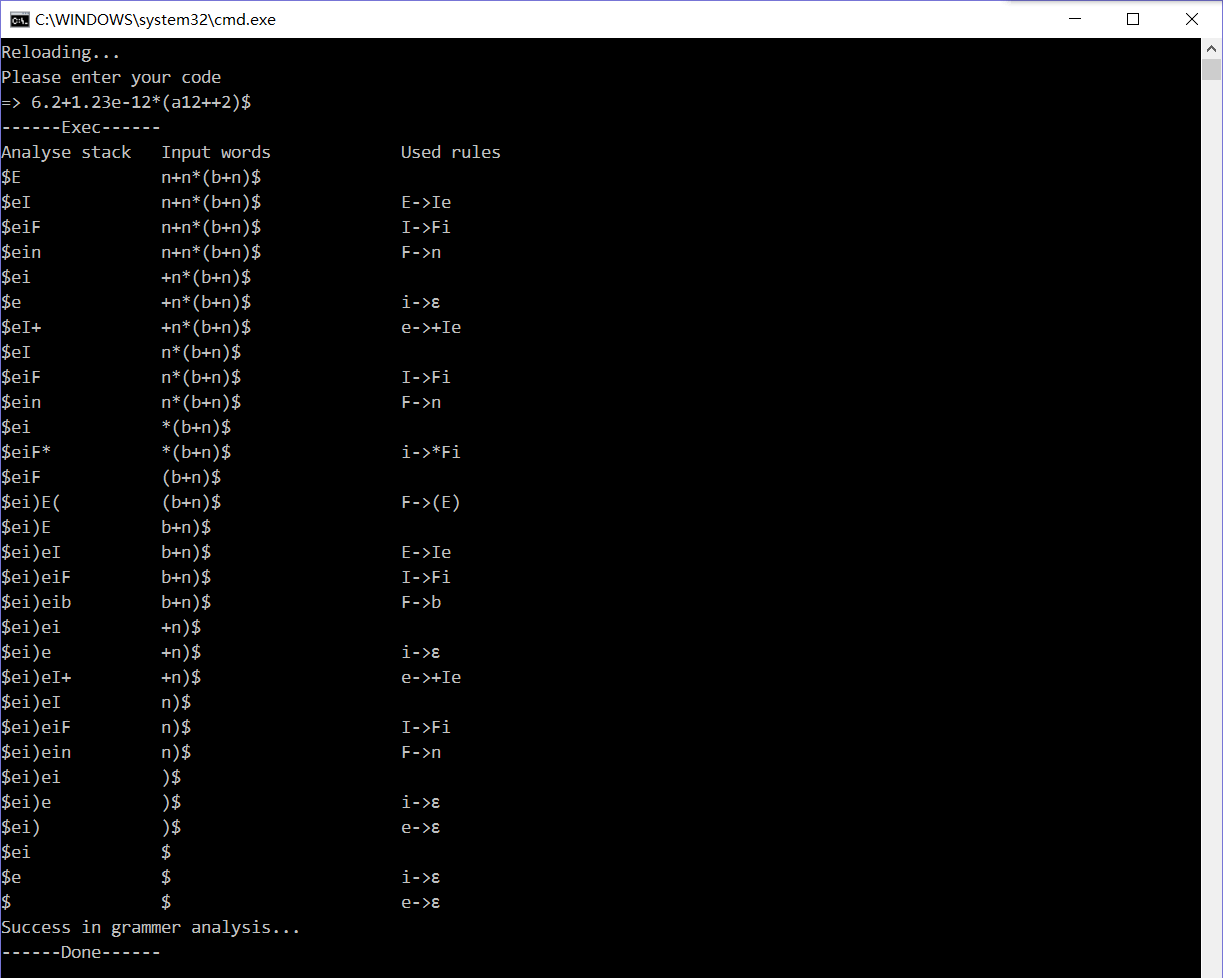 C:\WINDOWS\system32\cmd.exe
Reloading...
Please enter your code
=> 6.2+1.23e-12*(a12++2)$
------Exec------
Analyse stack   Input words             Used rules
$E              n+n*(b+n)$
$eI             n+n*(b+n)$              E->Ie
$eiF            n+n*(b+n)$              I->Fi
$ein            n+n*(b+n)$              F->n
$ei             +n*(b+n)$
$e              +n*(b+n)$               i->ε
$eI+            +n*(b+n)$               e->+Ie
$eI             n*(b+n)$
$eiF            n*(b+n)$                I->Fi
$ein            n*(b+n)$                F->n
$ei             *(b+n)$
$eiF*           *(b+n)$                 i->*Fi
$eiF            (b+n)$
$ei)E(          (b+n)$                  F->(E)
$ei)E           b+n)$
$ei)eI          b+n)$                   E->Ie
$ei)eiF         b+n)$                   I->Fi
$ei)eib         b+n)$                   F->b
$ei)ei          +n)$
$ei)e           +n)$                    i->ε
$ei)eI+         +n)$                    e->+Ie
$ei)eI          n)$
$ei)eiF         n)$                     I->Fi
$ei)ein         n)$                     F->n
$ei)ei          )$
$ei)e           )$                      i->ε
$ei)            )$                      e->ε
$ei             $
$e              $                       i->ε
$               $                       e->ε
Success in grammer analysis...
------Done------